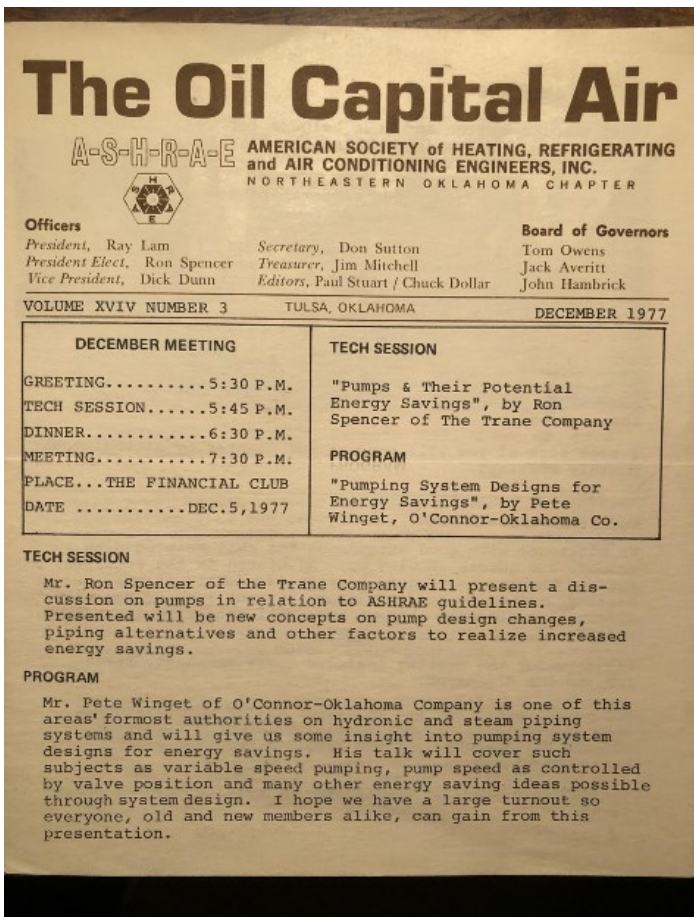 The Oil Capital Air
A-S-H-R-A-E AMERICAN SOCIETY of HEATING, REFRIGERATING
and AIR CONDITIONING ENGINEERS, INC.
NORTHEASTERN OKLAHOMA CHAPTER
ASHRAE
Officers
President, Ray Lam
President Elect, Ron Spencer
Vice President, Dick Dunn
Secretary, Don Sutton
Treasurer, Jim Mitchell
Editors, Paul Stuart / Chuck Dollar
Board of Governors
Tom Owens
Jack Averitt
John Hambrick
VOLUME XVIV NUMBER 3 TULSA, OKLAHOMA DECEMBER 1977
DECEMBER MEETING
GREETING..........5:30 P.M.
TECH SESSION......5:45 P.M.
DINNER............6:30 P.M.
MEETING...........7:30 P.M.
PLACE...THE FINANCIAL CLUB
DATE ...........DEC.5,1977
TECH SESSION
"Pumps & Their Potential
Energy Savings", by Ron
Spencer of The Trane Company
PROGRAM
"Pumping System Designs for
Energy Savings", by Pete
Winget, O'Connor-Oklahoma Co.
TECH SESSION
Mr. Ron Spencer of the Trane Company will present a dis-
cussion on pumps in relation to ASHRAE guidelines.
Presented will be new concepts on pump design changes,
piping alternatives and other factors to realize increased
energy savings.
PROGRAM
Mr. Pete Winget of O'Connor-Oklahoma Company is one of this
areas' formost authorities on hydronic and steam piping
systems and will give us some insight into pumping system
designs for energy savings. His talk will cover such
subjects as variable speed pumping, pump speed as controlled
by valve position and many other energy saving ideas possible
through system design. I hope we have a large turnout so
everyone, old and new members alike, can gain from this
presentation.